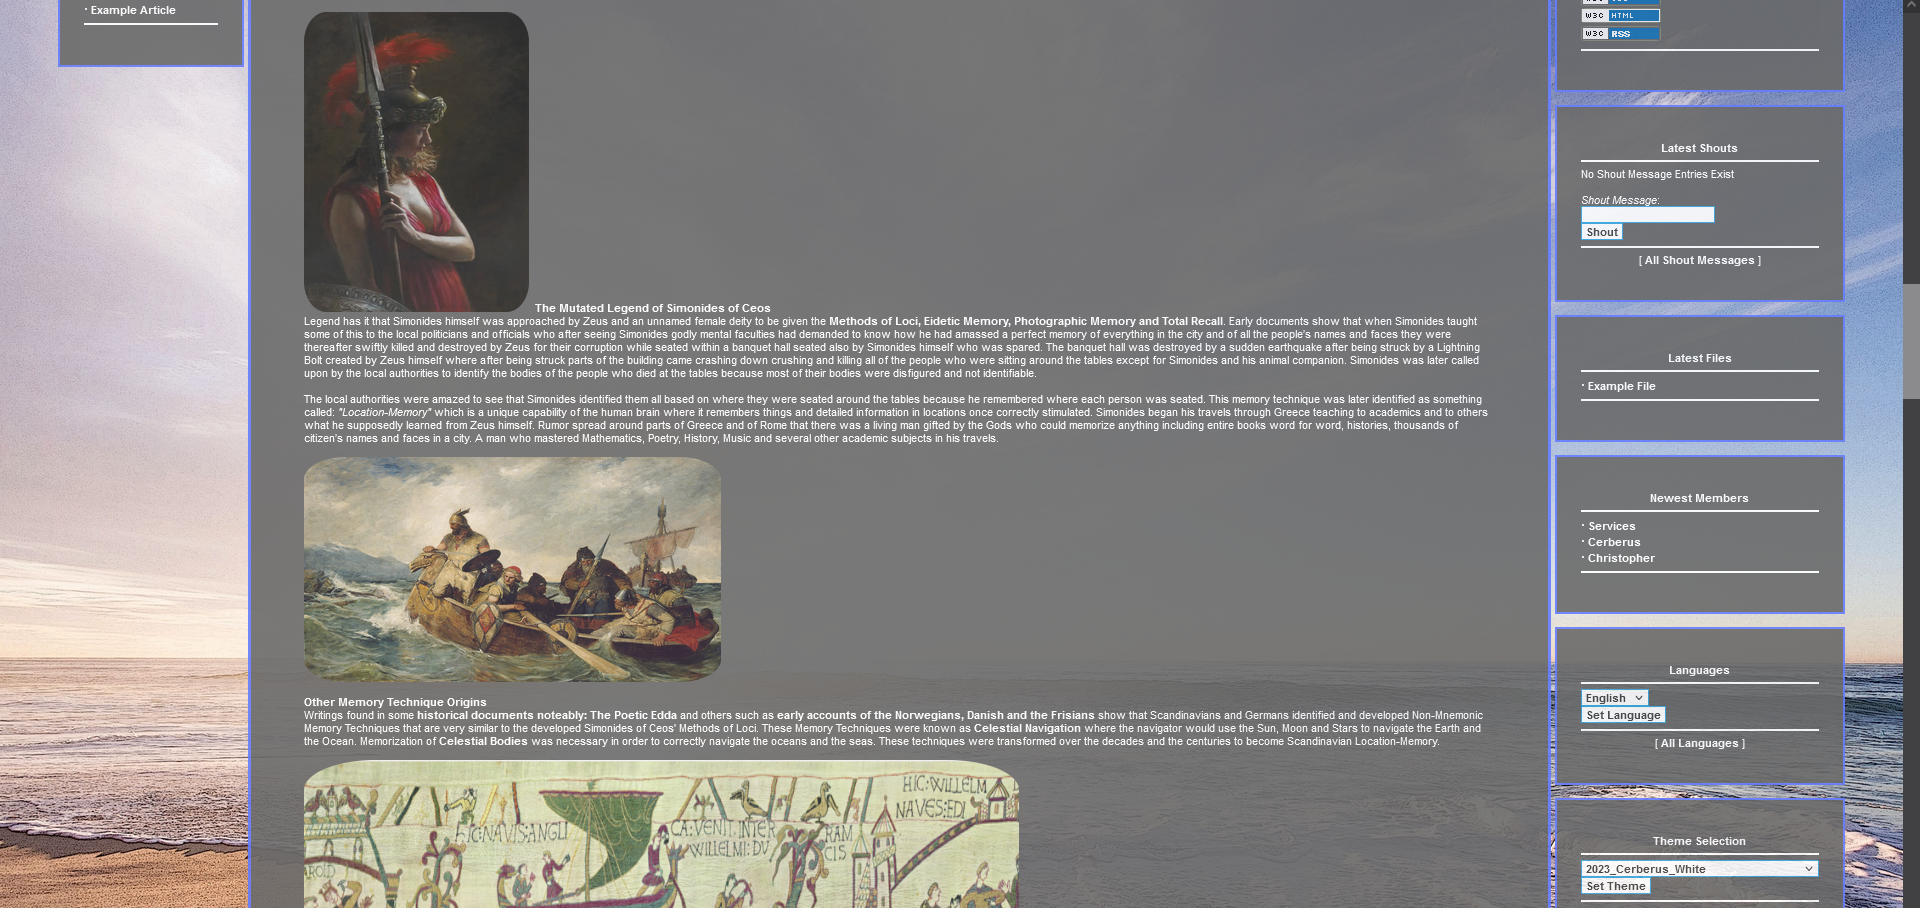 · Example Article
The Mutated Legend of Simonides of Ceos
Legend has it that Simonides himself was approached by Zeus and an unnamed female deity to be given the Methods of Loci, Eidetic Memory, Photographic Memory and Total Recall. Early documents show that when Simonides taught
some of this to the local politicians and officials who after seeing Simonides godly mental faculties had demanded to know how he had amassed a perfect memory of everything in the city and of all the people's names and faces they were
thereafter swiftly killed and destroyed by Zeus for their corruption while seated within a banquet hall seated also by Simonides himself who was spared. The banquet hall was destroyed by a sudden earthquake after being struck by a Lightning
Bolt created by Zeus himself where after being struck parts of the building came crashing down crushing and killing all of the people who were sitting around the tables except for Simonides and his animal companion. Simonides was later called
upon by the local authorities to identify the bodies of the people who died at the tables because most of their bodies were disfigured and not identifiable.
The local authorities were amazed to see that Simonides identified them all based on where they were seated around the tables because he remembered where each person was seated. This memory technique was later identified as something
called: "Location-Memory" which is a unique capability of the human brain where it remembers things and detailed information in locations once correctly stimulated. Simonides began his travels through Greece teaching to academics and to others
what he supposedly learned from Zeus himself. Rumor spread around parts of Greece and of Rome that there was a living man gifted by the Gods who could memorize anything including entire books word for word, histories, thousands of
citizen's names and faces in a city. A man who mastered Mathematics, Poetry, History, Music and several other academic subjects in his travels.
Other Memory Technique Origins
Writings found in some historical documents noteably: The Poetic Edda and others such as early accounts of the Norwegians, Danish and the Frisians show that Scandinavians and Germans identified and developed Non-Mnemonic
Memory Techniques that are very similar to the developed Simonides of Ceos' Methods of Loci. These Memory Techniques were known as Celestial Navigation where the navigator would use the Sun, Moon and Stars to navigate the Earth and
the Ocean. Memorization of Celestial Bodies was necessary in order to correctly navigate the oceans and the seas. These techniques were transformed over the decades and the centuries to become Scandinavian Location-Memory.
HIC·WILLELM
NAVES:EDI
HIC NAVIS:ANGLI
CA:VENIT:INTER
RAM
WILLELMI:DV
CIS
AROLD
W3C HTML
W3C RSS
Latest Shouts
No Shout Message Entries Exist
Shout Message:
Shout
[ All Shout Messages ]
Latest Files
· Example File
Newest Members
· Services
· Cerberus
· Christopher
Languages
English
Set Language
[ All Languages ]
Theme Selection
2023_Cerberus_White
Set Theme